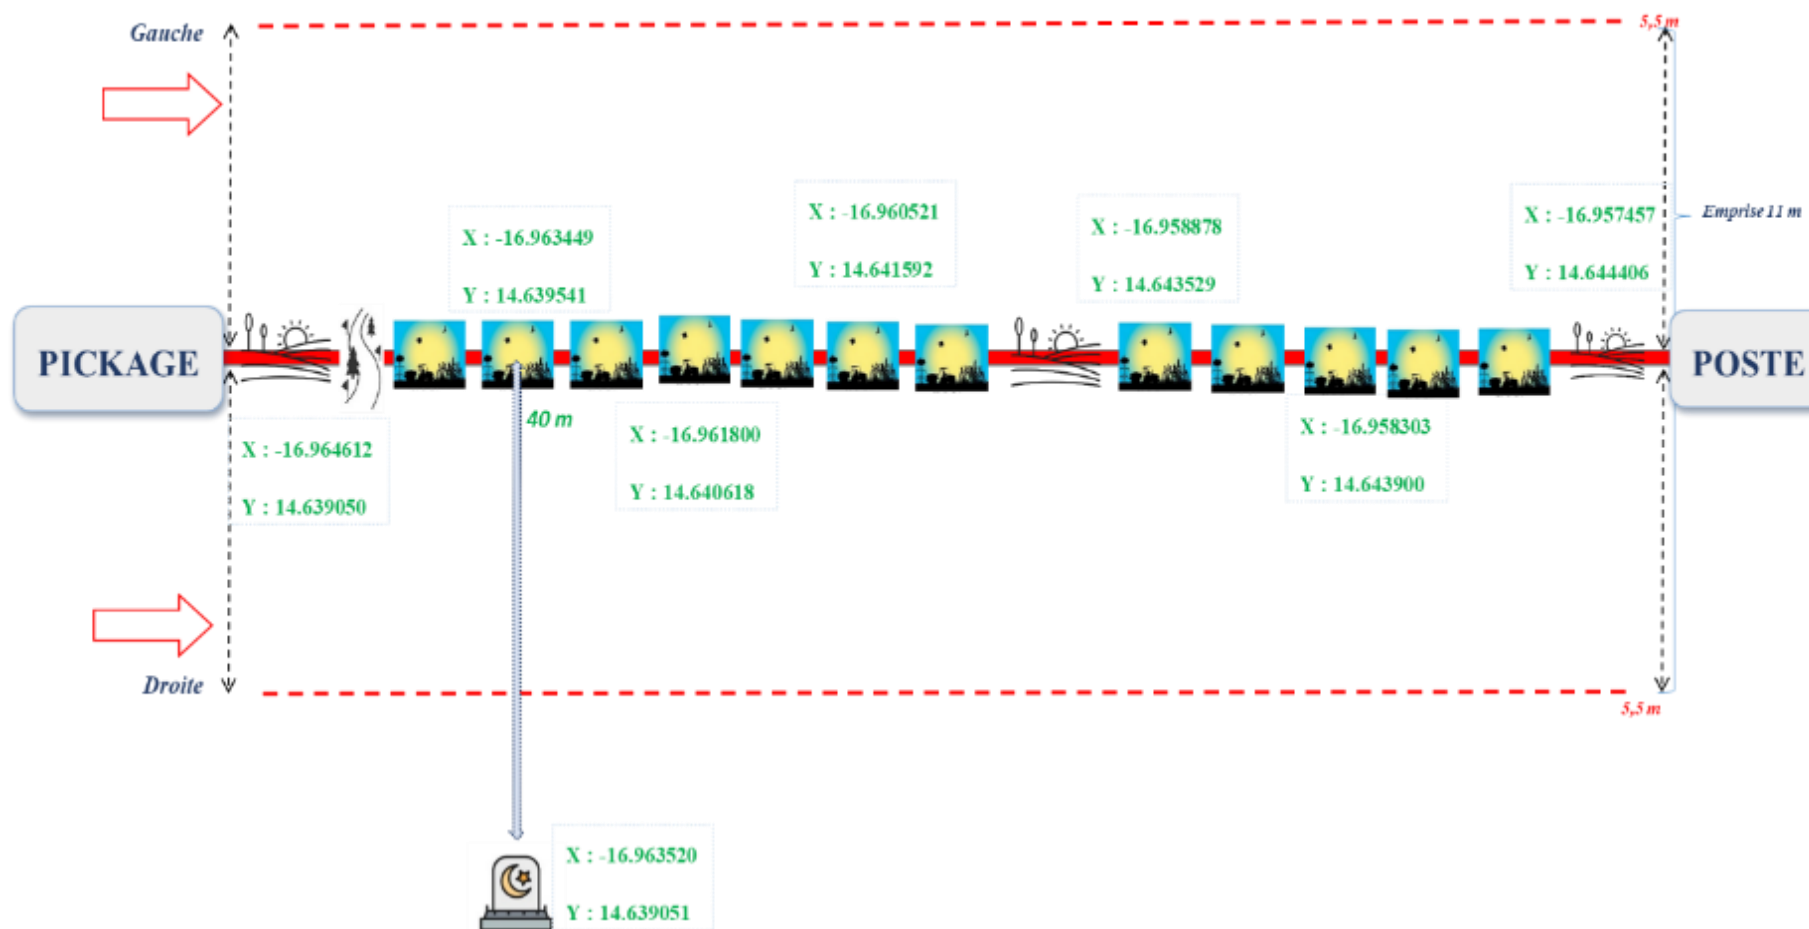 Gauche
5,5 m
X : -16.960521
Y : 14.641592
X : -16.957457
Y : 14.644406
Emprise 11 m
X : -16.958878
Y : 14.643529
X : -16.963449
Y : 14.639541
PICKAGE
POSTE
40 m
X : -16.964612
Y : 14.639050
X : -16.961800
Y : 14.640618
X : -16.958303
Y : 14.643900
Droite
5,5 m
X : -16.963520
Y : 14.639051